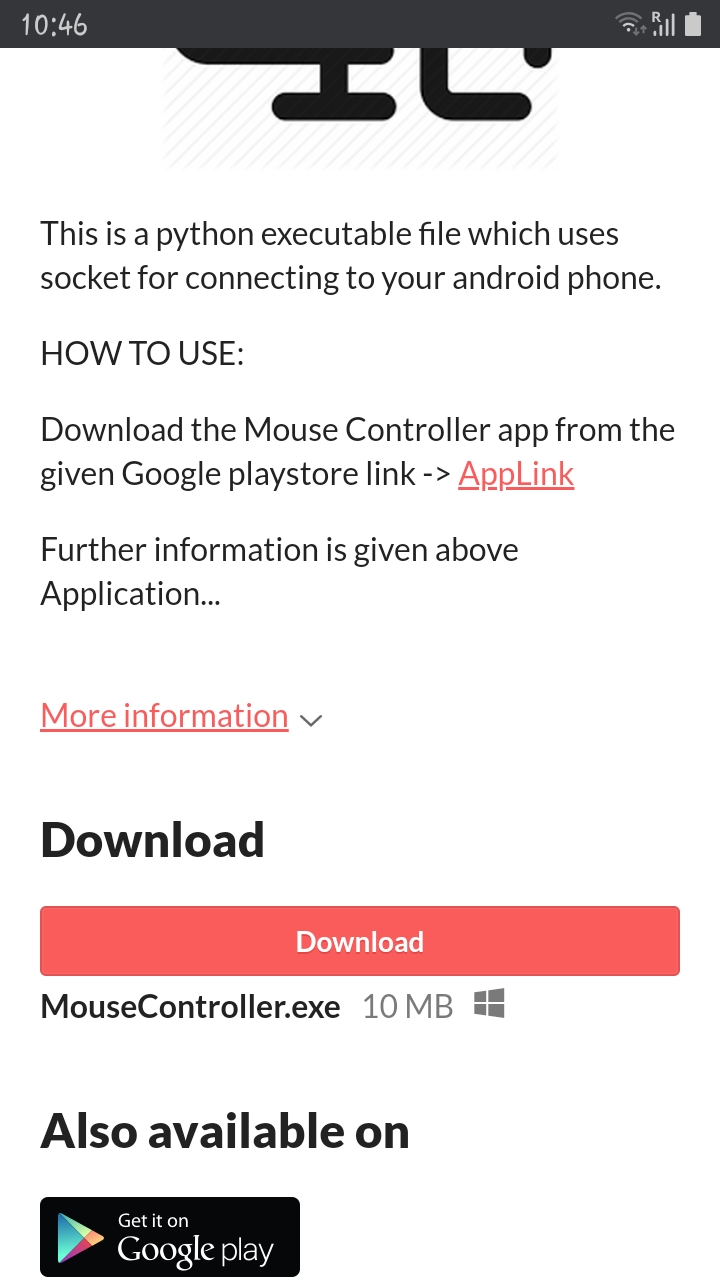 10:46
R
This is a python executable file which uses
socket for connecting to your android phone.
HOW TO USE:
Download the Mouse Controller app from the
given Google playstore link -> AppLink
Further information is given above
Application...
More information
Download
Download
MouseController.exe 10 MB
Also available on
Get it on
Google play